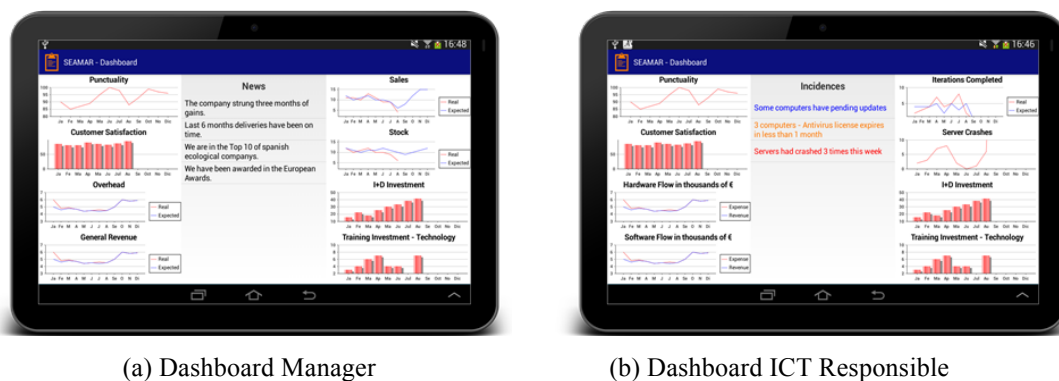 16:48
SEAMAR - Dashboard
Punctuality
Customer Satisfaction
Overhead
Real
Expected
General Revenue
Real
Expected
News
The company strung three months of
gains.
Last 6 months deliveries have been on
time.
We are in the Top 10 of spanish
ecological companys.
We have been awarded in the European
Awards.
Sales
Real
Expected
Stock
Real
Expected
I+D Investment
Training Investment - Technology
(a) Dashboard Manager
16:46
SEAMAR - Dashboard
Punctuality
Customer Satisfaction
Hardware Flow in thousands of €
Expense
Revenue
Software Flow in thousands of €
Expense
Revenue
Incidences
Some computers have pending updates
3 computers - Antivirus license expires
in less than 1 month
Servers had crashed 3 times this week
Iterations Completed
Real
Expected
Server Crashes
I+D Investment
Training Investment - Technology
(b) Dashboard ICT Responsible